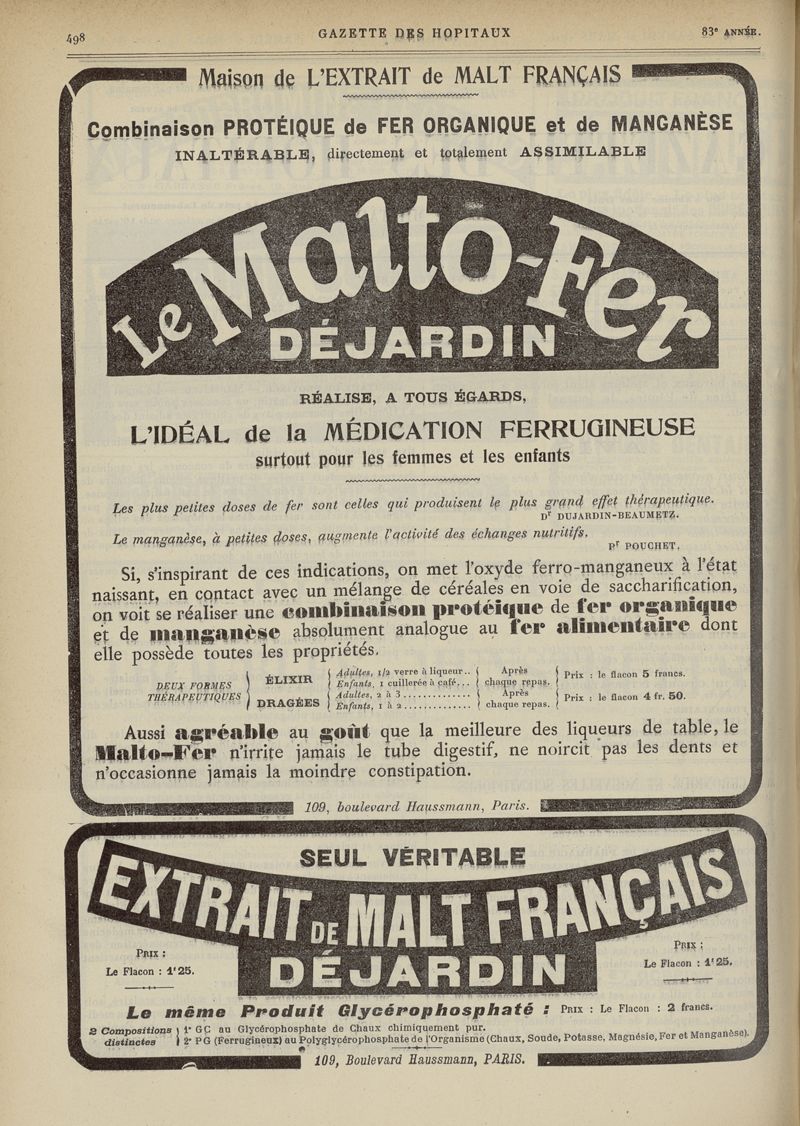 498
GAZETTE DES HOPITAUX
83e ANNÉE.
Maison de L'EXTRAIT de MALT FRANÇAIS
Combinaison PROTÉIQUE de FER ORGANIQUE et de MANGANÈSE
INALTÉRABLE, directement et totalement ASSIMILABLE
Le Malto-Fer
DÉJARDIN
RÉALISE, A TOUS ÉGARDS,
L'IDÉAL de la MÉDICATION FERRUGINEUSE
surtout pour les femmes et les enfants
Les plus petites doses de fer sont celles qui produisent le plus grand effet thérapeutique.
Dr DUJARDIN-BEAUMETZ.
Le manganèse, à petites doses, augmente l'activité des échanges nutritifs.
Pr POUCHET.
Si, s'inspirant de ces indications, on met l'oxyde ferro-manganeux à l'état
naissant, en contact avec un mélange de céréales en voie de saccharification,
on voit se réaliser une combinaison protéique de fer organique
et de manganèse absolument analogue au fer alimentaire dont
elle possède toutes les propriétés.
DEUX FORMES
THÉRAPEUTIQUES
ÉLIXIR
Adultes, 1/2 verre à liqueur..
Enfants, 1 cuillerée à café...
Après
chaque repas.
Prix : le flacon 5 francs.
DRAGÉES
Adultes, 2 à 3..............
Enfants, 1 à 2..............
Après
chaque repas.
Prix : le flacon 4 fr. 50.
Aussi agréable au goût que la meilleure des liqueurs de table, le
Malto-Fer n'irrite jamais le tube digestif, ne noircit pas les dents et
n'occasionne jamais la moindre constipation.
109, boulevard Haussmann, Paris.
SEUL VÉRITABLE
EXTRAIT DE MALT FRANÇAIS
DÉJARDIN
PRIX :
Le Flacon : 1f25.
PRIX :
Le Flacon : 1f25.
Le même Produit Glycérophosphaté : PRIX : Le Flacon : 2 francs.
2 Compositions
distinctes
1° GC au Glycérophosphate de Chaux chimiquement pur.
2° PG (Ferrugineux) au Polyglycérophosphate de l'Organisme (Chaux, Soude, Potasse, Magnésie, Fer et Manganèse).
109, Boulevard Haussmann, PARIS.